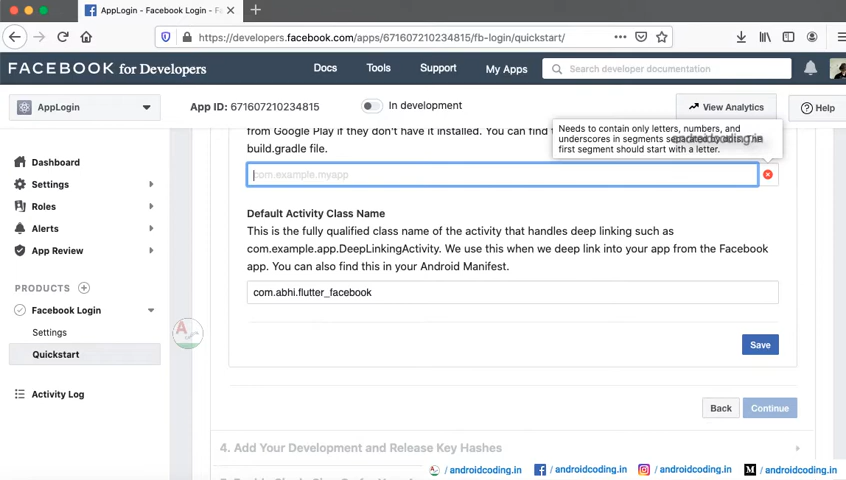 AppLogin - Facebook Login - F
https://developers.facebook.com/apps/671607210234815/fb-login/quickstart/
FACEBOOK for Developers
Docs
Tools
Support
My Apps
Search developer documentation
AppLogin
App ID: 671607210234815
In development
View Analytics
Help
from Google Play if they don't have it installed. You can find
build.gradle file.
Needs to contain only letters, numbers, and
underscores in segments
first segment should start with a letter.
androidcoding.in
com.example.myapp
Default Activity Class Name
This is the fully qualified class name of the activity that handles deep linking such as
com.example.app.DeepLinkingActivity. We use this when we deep link into your app from the Facebook
app. You can also find this in your Android Manifest.
com.abhi.flutter_facebook
Save
Back
Continue
4. Add Your Development and Release Key Hashes
Dashboard
Settings
Roles
Alerts
App Review
PRODUCTS
Facebook Login
Settings
Quickstart
Activity Log
/ androidcoding.in
/ androidcoding.in
/ androidcoding.in
/ androidcoding.in